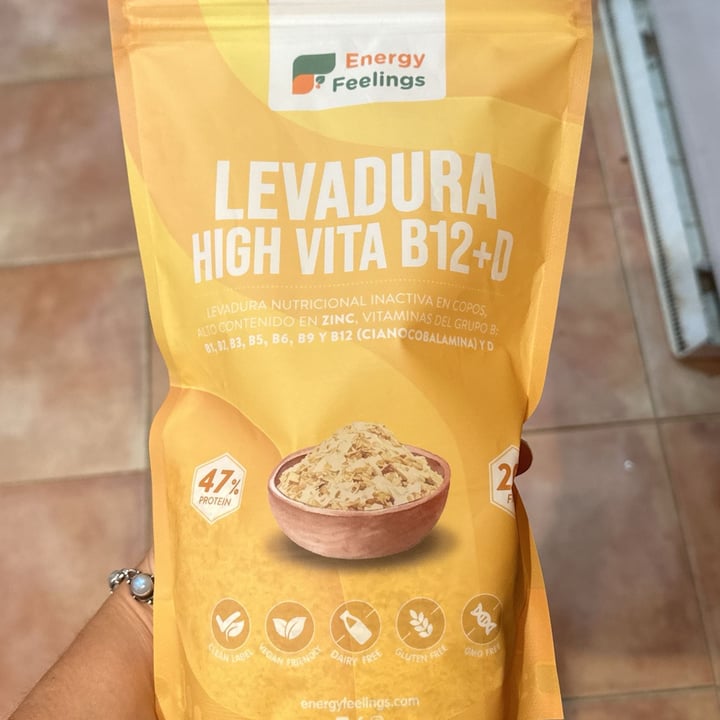 Energy
Feelings
LEVADURA
HIGH VITA B12+D
LEVADURA NUTRICIONAL INACTIVA EN COPOS,
ALTO CONTENIDO EN ZINC, VITAMINAS DEL GRUPO B:
B1, B2, B3, B5, B6, B9 Y B12 (CIANOCOBALAMINA) Y D
47%
PROTEIN
CLEAN LABEL
VEGAN FRIENDLY
DAIRY FREE
GLUTEN FREE
GMO FREE
energyfeelings.com